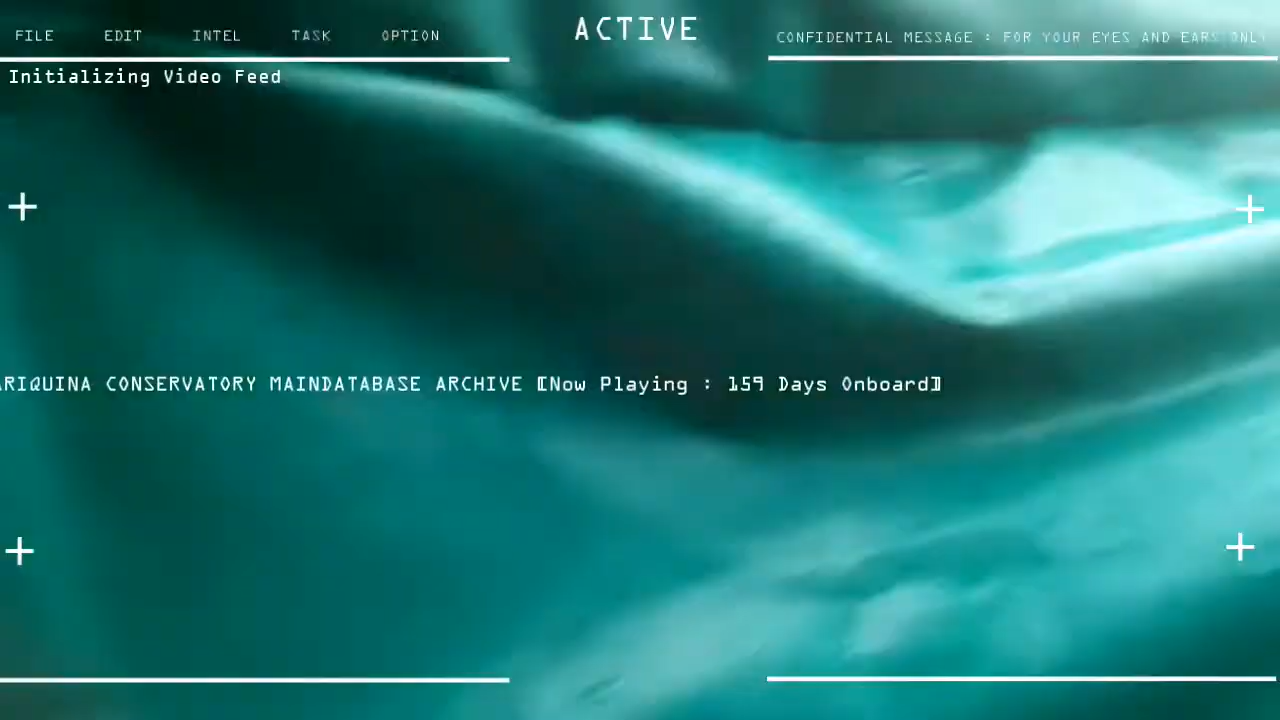 FILE EDIT INTEL TASK OPTION
ACTIVE
CONFIDENTIAL MESSAGE : FOR YOUR EYES AND EARS ONLY
Initializing Video Feed
ARIQUINA CONSERVATORY MAINDATABASE ARCHIVE [Now Playing : 159 Days Onboard]